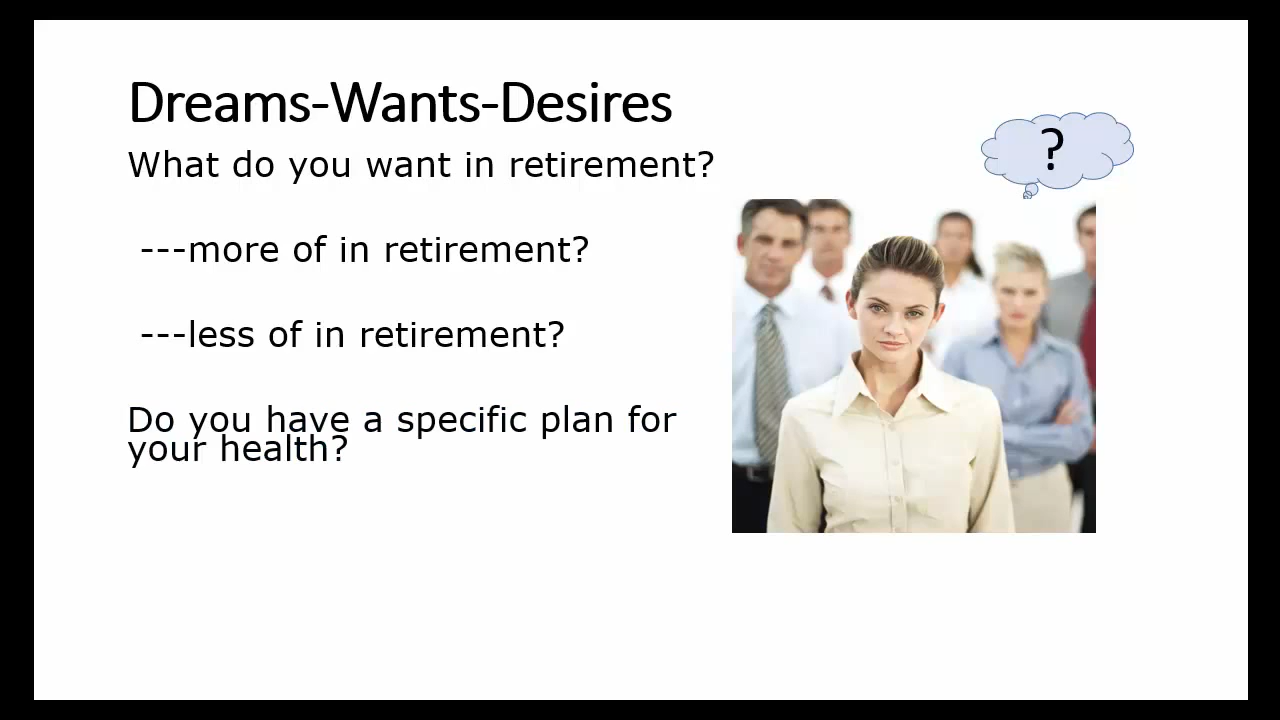 Dreams-Wants-Desires
?
What do you want in retirement?
---more of in retirement?
---less of in retirement?
Do you have a specific plan for
your health?